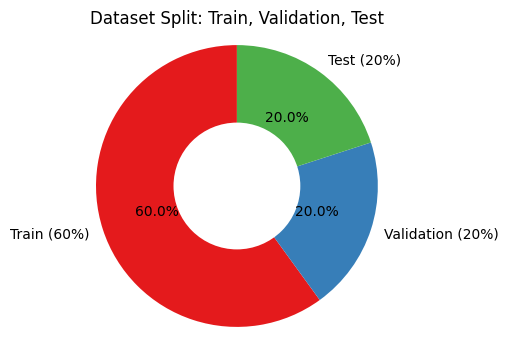 Dataset Split: Train, Validation, Test
Test (20%)
20.0%
60.0%
20.0%
Train (60%)
Validation (20%)